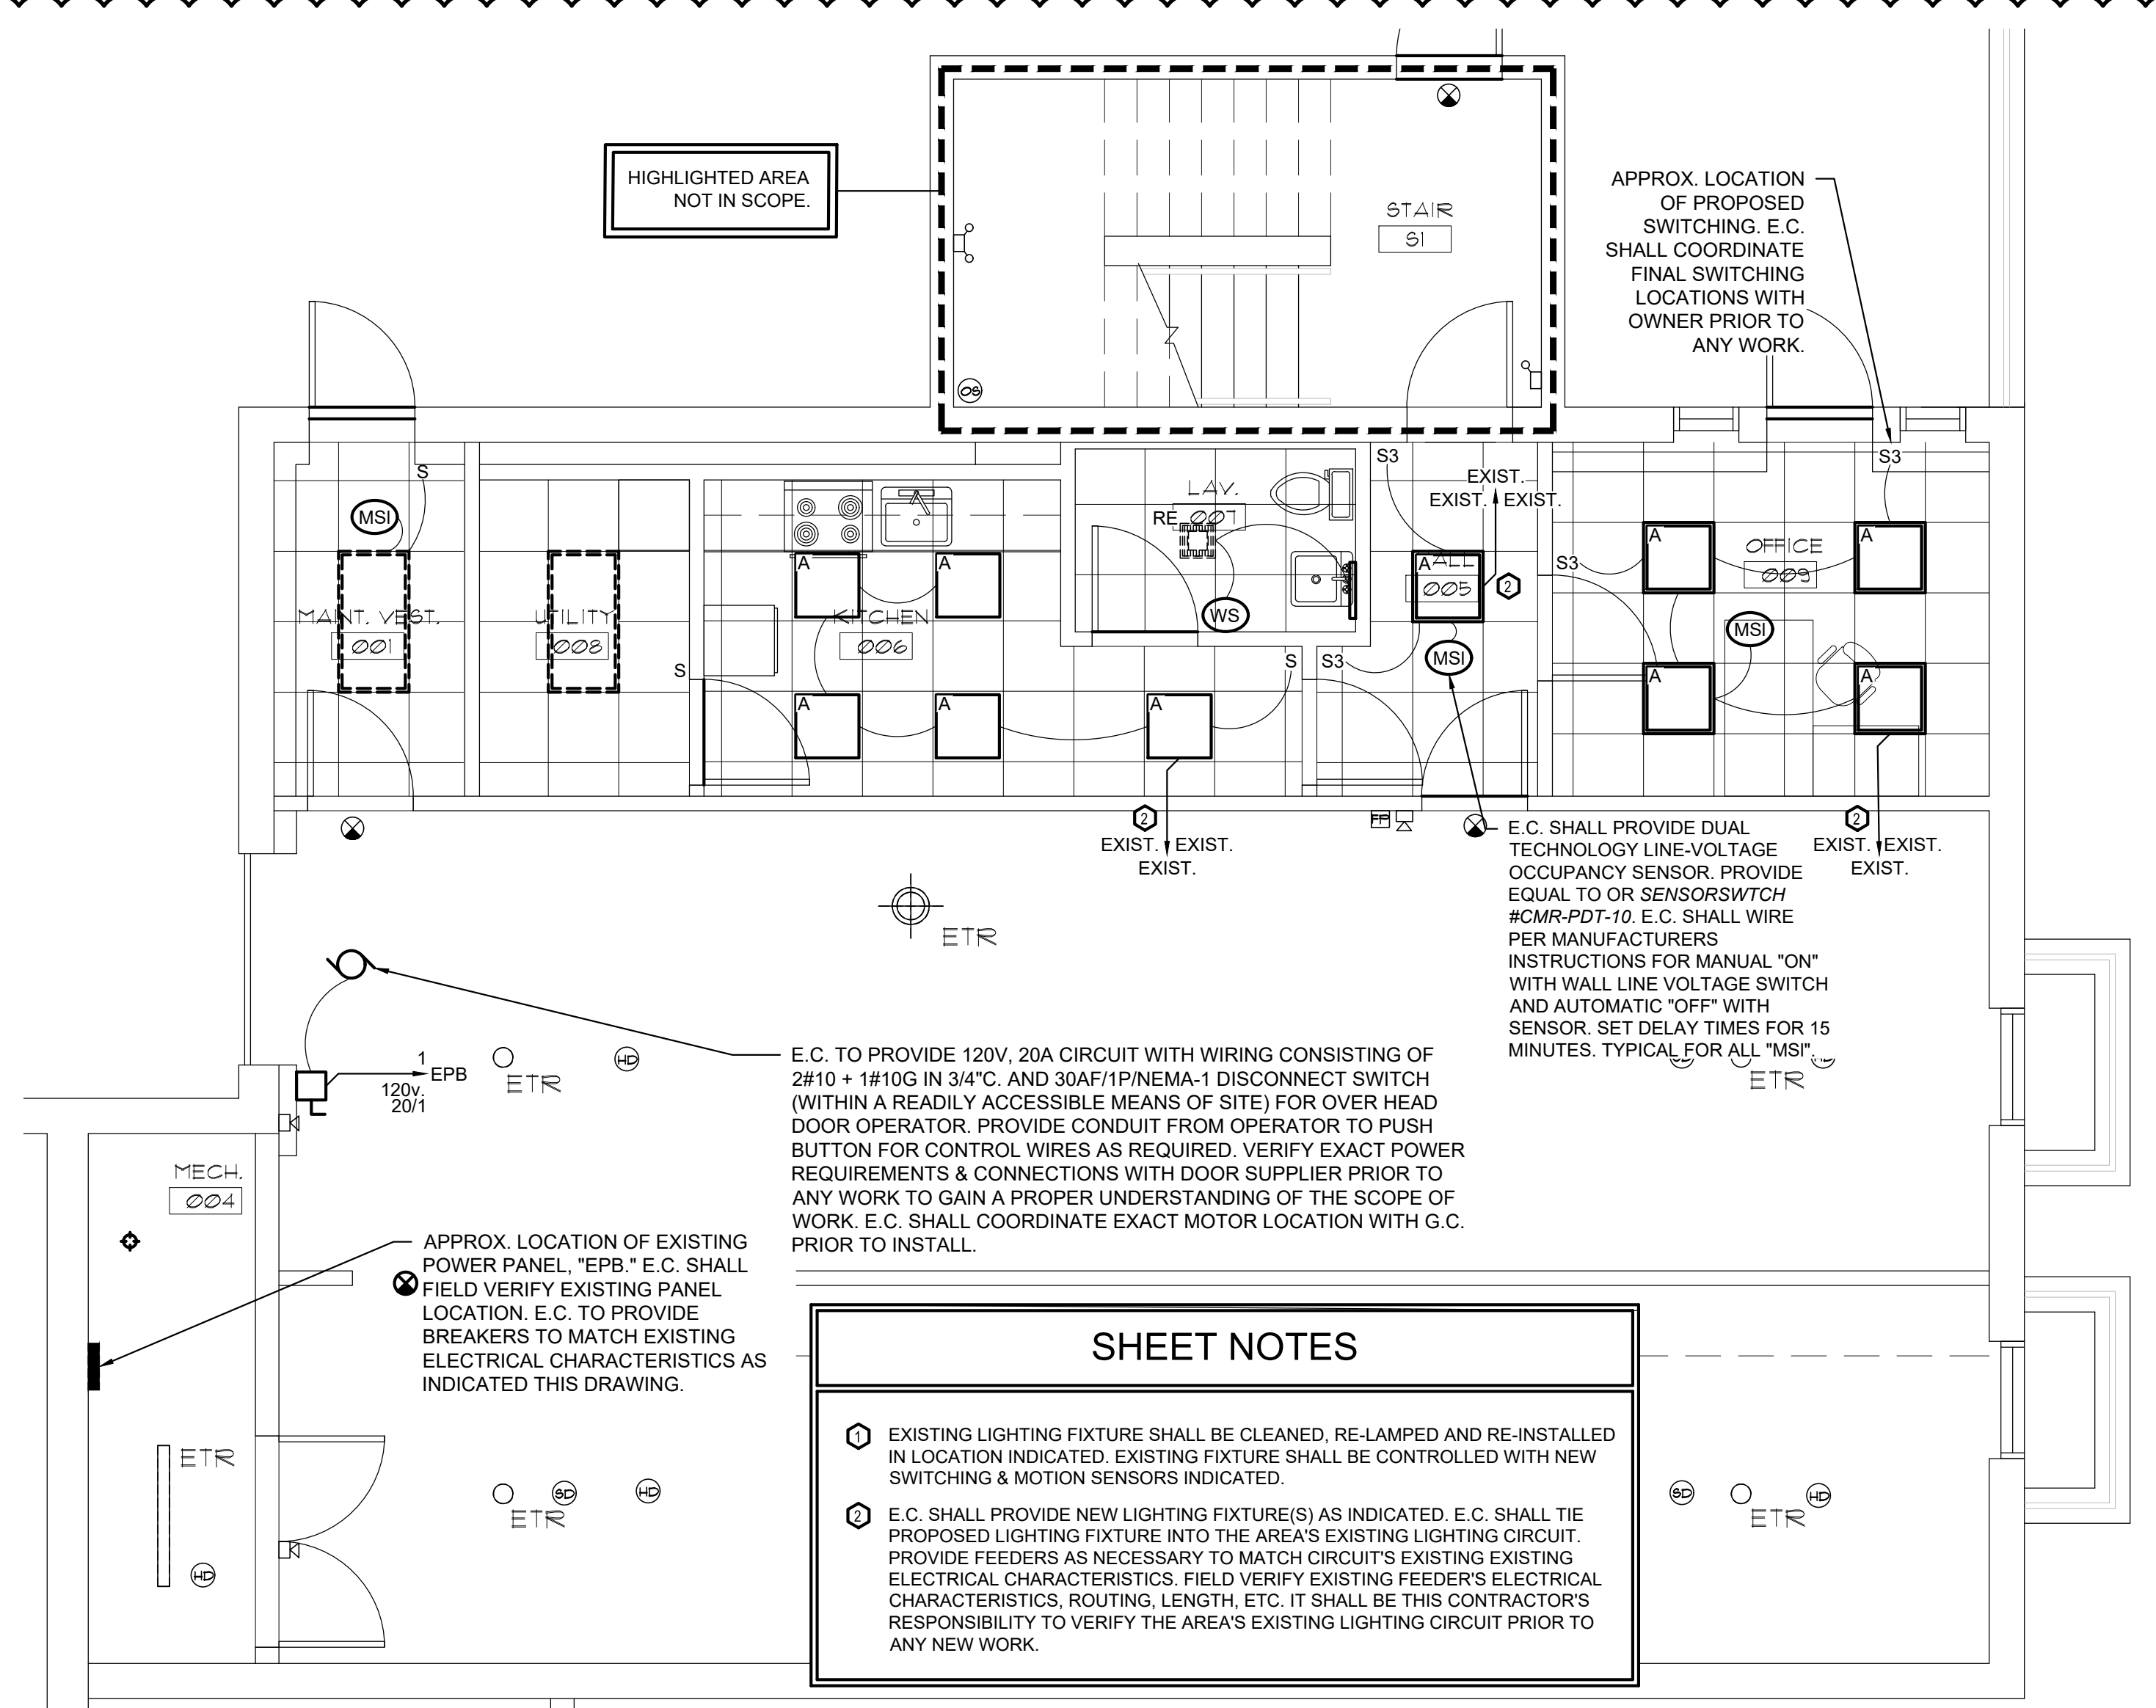 HIGHLIGHTED AREA
NOT IN SCOPE.
STAIR
S1
OS
APPROX. LOCATION
OF PROPOSED
SWITCHING. E.C.
SHALL COORDINATE
FINAL SWITCHING
LOCATIONS WITH
OWNER PRIOR TO
ANY WORK.
S
MSI
MAINT. VEST.
001
UTILITY
008
S
A
A
KITCHEN
006
A
A
A
S
LAV.
RE
007
WS
S3
EXIST.
EXIST. EXIST.
A
005
2
S3
MSI
S3
S3
A
A
OFFICE
009
MSI
A
A
2
EXIST. EXIST.
EXIST.
FP
2
EXIST. EXIST.
EXIST.
E.C. SHALL PROVIDE DUAL
TECHNOLOGY LINE-VOLTAGE
OCCUPANCY SENSOR. PROVIDE
EQUAL TO OR SENSORSWTCH
#CMR-PDT-10. E.C. SHALL WIRE
PER MANUFACTURERS
INSTRUCTIONS FOR MANUAL "ON"
WITH WALL LINE VOLTAGE SWITCH
AND AUTOMATIC "OFF" WITH
SENSOR. SET DELAY TIMES FOR 15
MINUTES. TYPICAL FOR ALL "MSI".
ETR
ETR
1
EPB
120v.
20/1
ETR
HD
E.C. TO PROVIDE 120V, 20A CIRCUIT WITH WIRING CONSISTING OF
2#10 + 1#10G IN 3/4"C. AND 30AF/1P/NEMA-1 DISCONNECT SWITCH
(WITHIN A READILY ACCESSIBLE MEANS OF SITE) FOR OVER HEAD
DOOR OPERATOR. PROVIDE CONDUIT FROM OPERATOR TO PUSH
BUTTON FOR CONTROL WIRES AS REQUIRED. VERIFY EXACT POWER
REQUIREMENTS & CONNECTIONS WITH DOOR SUPPLIER PRIOR TO
ANY WORK TO GAIN A PROPER UNDERSTANDING OF THE SCOPE OF
WORK. E.C. SHALL COORDINATE EXACT MOTOR LOCATION WITH G.C.
PRIOR TO INSTALL.
MECH.
004
APPROX. LOCATION OF EXISTING
POWER PANEL, "EPB." E.C. SHALL
FIELD VERIFY EXISTING PANEL
LOCATION. E.C. TO PROVIDE
BREAKERS TO MATCH EXISTING
ELECTRICAL CHARACTERISTICS AS
INDICATED THIS DRAWING.
ETR
HD
ETR
SD
HD
SHEET NOTES
1 EXISTING LIGHTING FIXTURE SHALL BE CLEANED, RE-LAMPED AND RE-INSTALLED
IN LOCATION INDICATED. EXISTING FIXTURE SHALL BE CONTROLLED WITH NEW
SWITCHING & MOTION SENSORS INDICATED.
2 E.C. SHALL PROVIDE NEW LIGHTING FIXTURE(S) AS INDICATED. E.C. SHALL TIE
PROPOSED LIGHTING FIXTURE INTO THE AREA'S EXISTING LIGHTING CIRCUIT.
PROVIDE FEEDERS AS NECESSARY TO MATCH CIRCUIT'S EXISTING EXISTING
ELECTRICAL CHARACTERISTICS. FIELD VERIFY EXISTING FEEDER'S ELECTRICAL
CHARACTERISTICS, ROUTING, LENGTH, ETC. IT SHALL BE THIS CONTRACTOR'S
RESPONSIBILITY TO VERIFY THE AREA'S EXISTING LIGHTING CIRCUIT PRIOR TO
ANY NEW WORK.
SD
HD
ETR